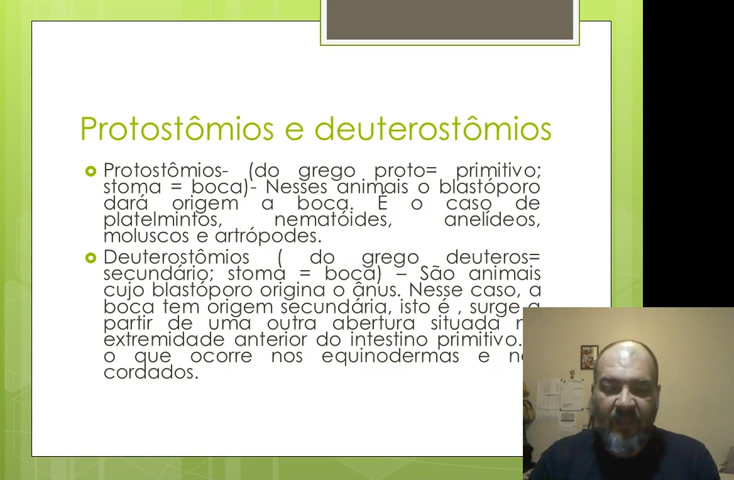 Protostômios e deuterostômios
Protostômios- (do grego proto= primitivo;
stoma = boca)- Nesses animais o blastóporo
dará origem a boca. É o caso de
platelmintos, nematóides, anelídeos,
moluscos e artrópodes.
Deuterostômios ( do grego deuteros=
secundário; stoma = boca) – São animais
cujo blastóporo origina o ânus. Nesse caso, a
boca tem origem secundária, isto é , surge a
partir de uma outra abertura situada
extremidade anterior do intestino primitivo.
o que ocorre nos equinodermas e
cordados.